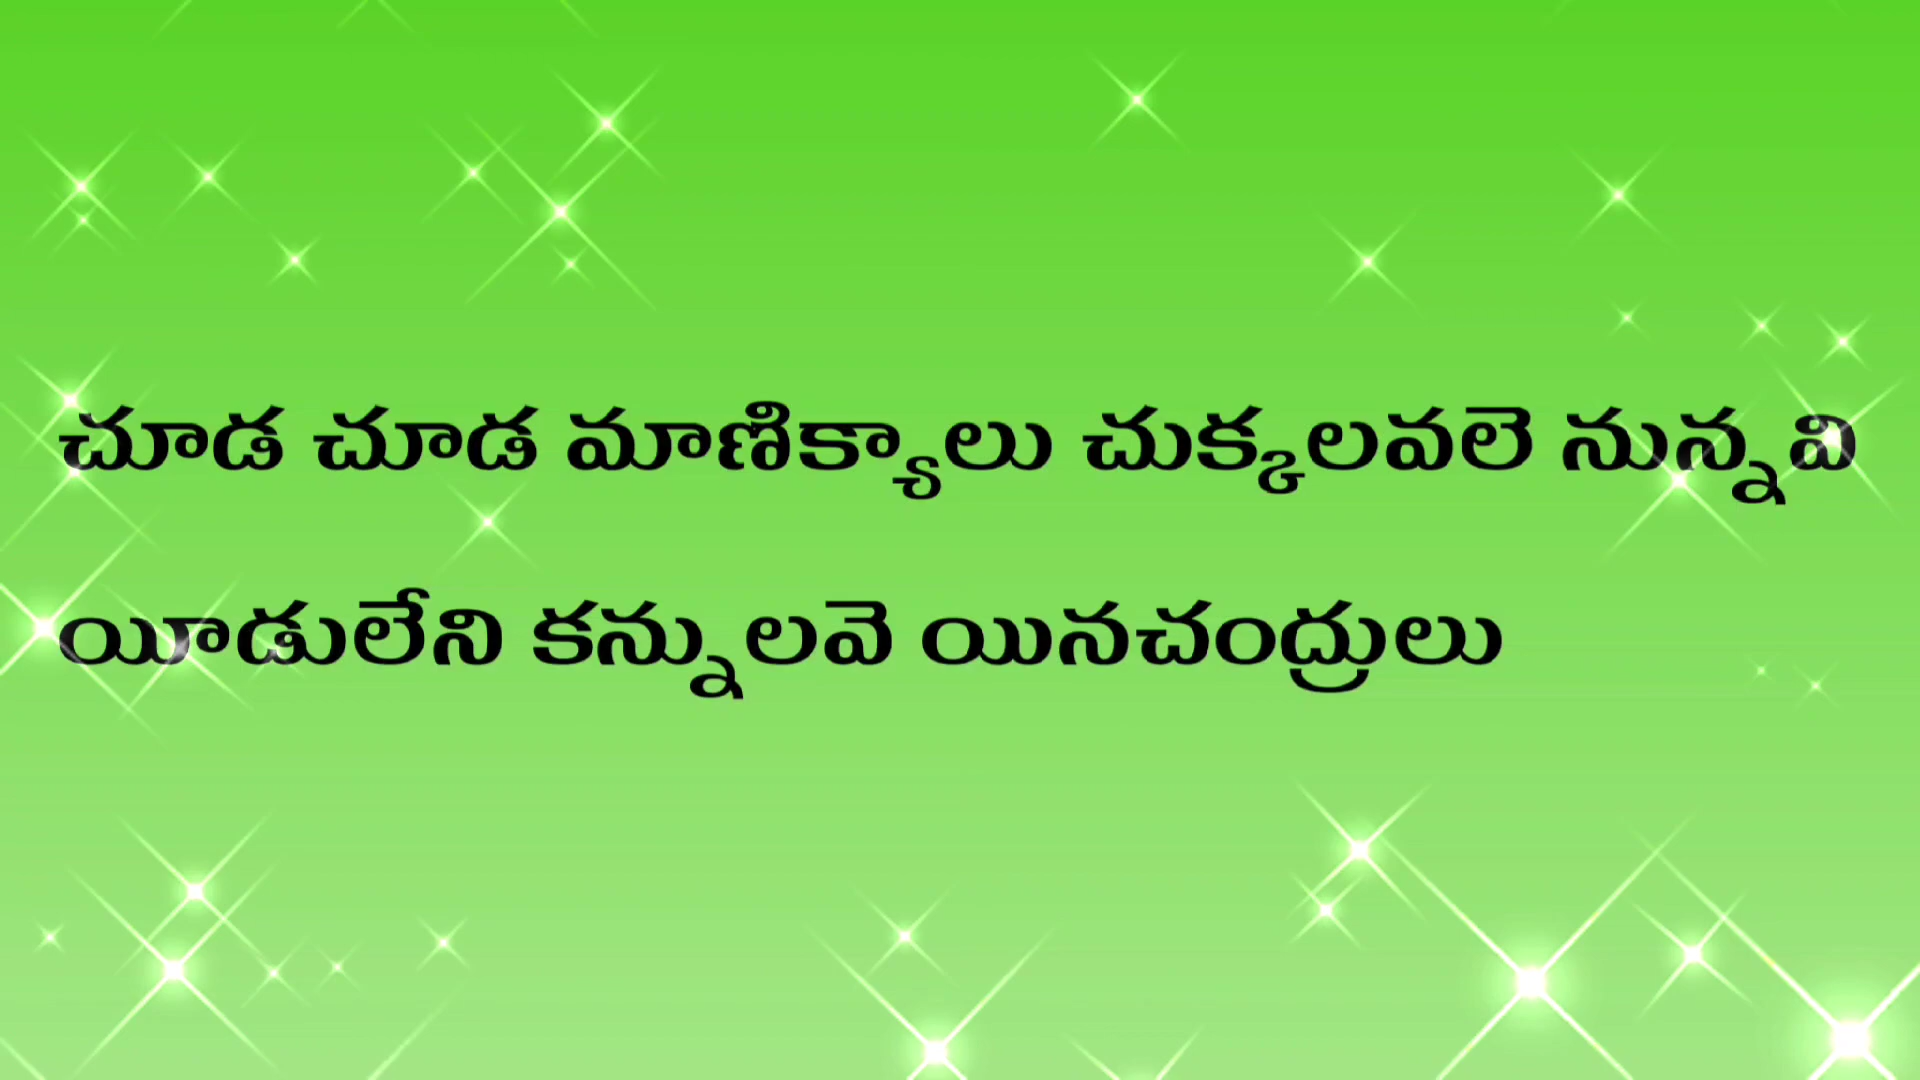 చూడ చూడ మాణిక్యాలు చుక్కలవలె నున్నవి
యీడులేని కన్నులవె యినచంద్రులు